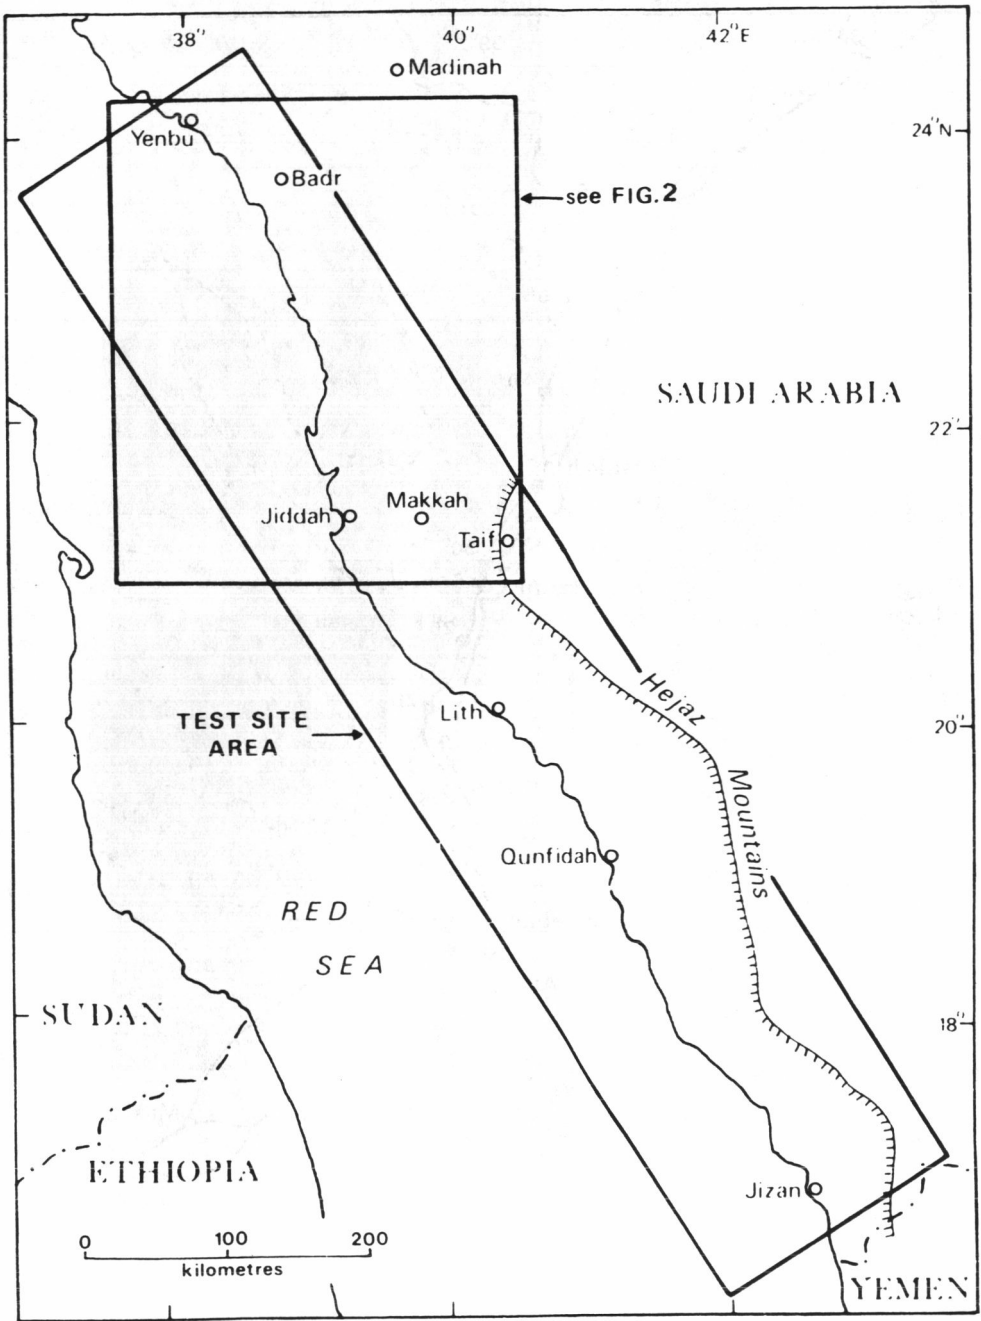 38°
40°
42°E
Madinah
24°N
Yenbu
Badr
see FIG.2
SAUDI ARABIA
22°
Makkah
Jiddah
Taif
Hejaz
Lith
20°
TEST SITE
AREA
Mountains
Qunfidah
RED
SEA
SUDAN
18°
ETHIOPIA
Jizan
0 100 200
kilometres
YEMEN